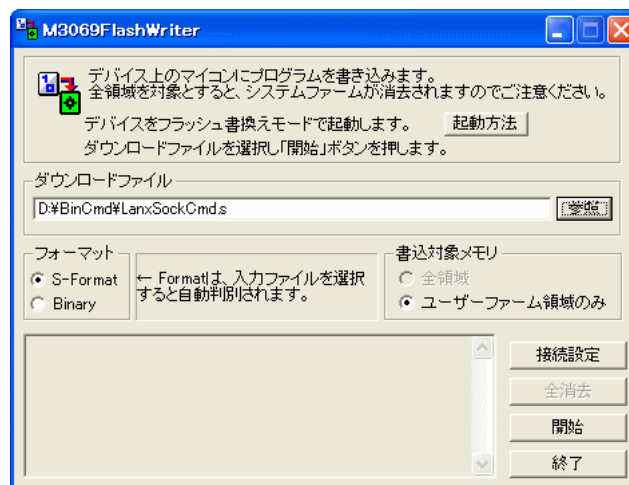 M3069FlashWriter
デバイス上のマイコンにプログラムを書き込みます。
全領域を対象とすると、システムファームが消去されますのでご注意ください。
デバイスをフラッシュ書換えモードで起動します。
起動方法
ダウンロードファイルを選択し「開始」ボタンを押します。
ダウンロードファイル
D:¥BinCmd¥LanxSockCmd.s
参照
フォーマット
S-Format
Binary
← Formatは、入力ファイルを選択
すると自動判別されます。
書込対象メモリ
全領域
ユーザーファーム領域のみ
接続設定
全消去
開始
終了